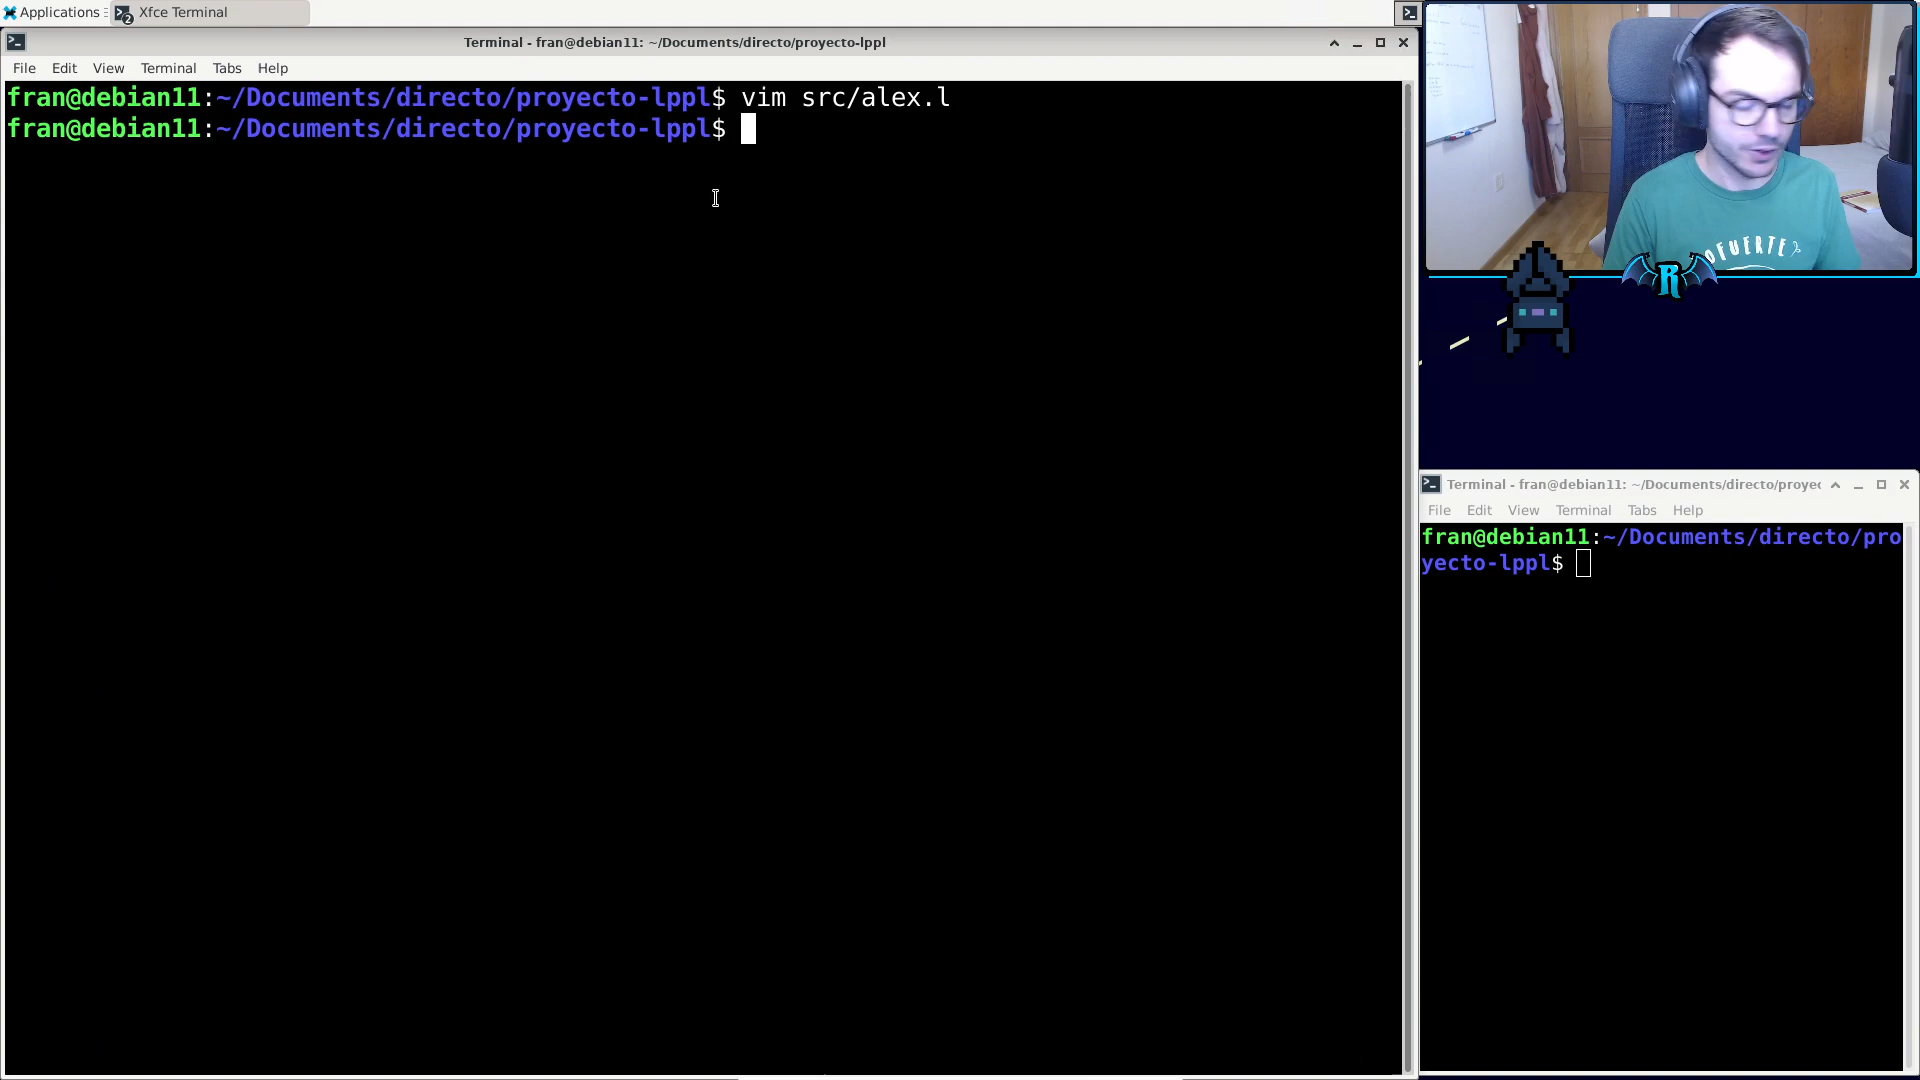 Applications
Xfce Terminal
Terminal - fran@debian11: ~/Documents/directo/proyecto-lppl
File Edit View Terminal Tabs Help
fran@debian11:~/Documents/directo/proyecto-lppl$ vim src/alex.l
fran@debian11:~/Documents/directo/proyecto-lppl$
OFUERTE
R
Terminal - fran@debian11: ~/Documents/directo/proyec
File Edit View Terminal Tabs Help
fran@debian11:~/Documents/directo/pro
yecto-lppl$